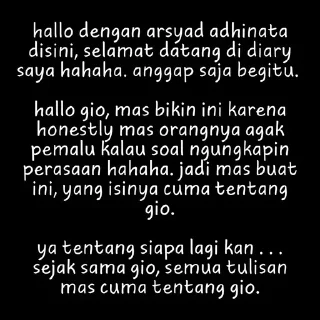 hallo dengan arsyad adhinata
disini, selamat datang di diary
saya hahaha. anggap saja begitu.
hallo gio, mas bikin ini karena
honestly mas orangnya agak
pemalu kalau soal ngungkapin
perasaan hahaha. jadi mas buat
ini, yang isinya cuma tentang
gio.
ya tentang siapa lagi kan . . .
sejak sama gio, semua tulisan
mas cuma tentang gio.